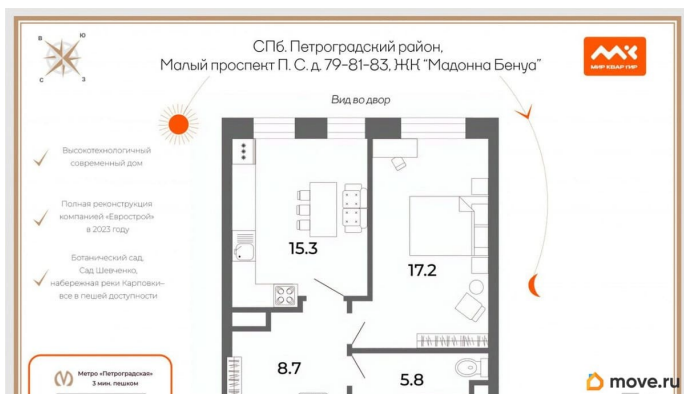 В
Ю
С
З
СПб. Петроградский район,
Малый проспект П. С. д. 79-81-83, ЖК "Мадонна Бенуа"
МИР КВАРТИР
Вид во двор
Высокотехнологичный
современный дом
Полная реконструкция
компанией «Еврострой»
в 2023 году
Ботанический сад,
Сад Шевченко,
набережная реки Карповки–
все в пешей доступности
15.3
17.2
8.7
5.8
Метро «Петроградская»
3 мин. пешком
move.ru